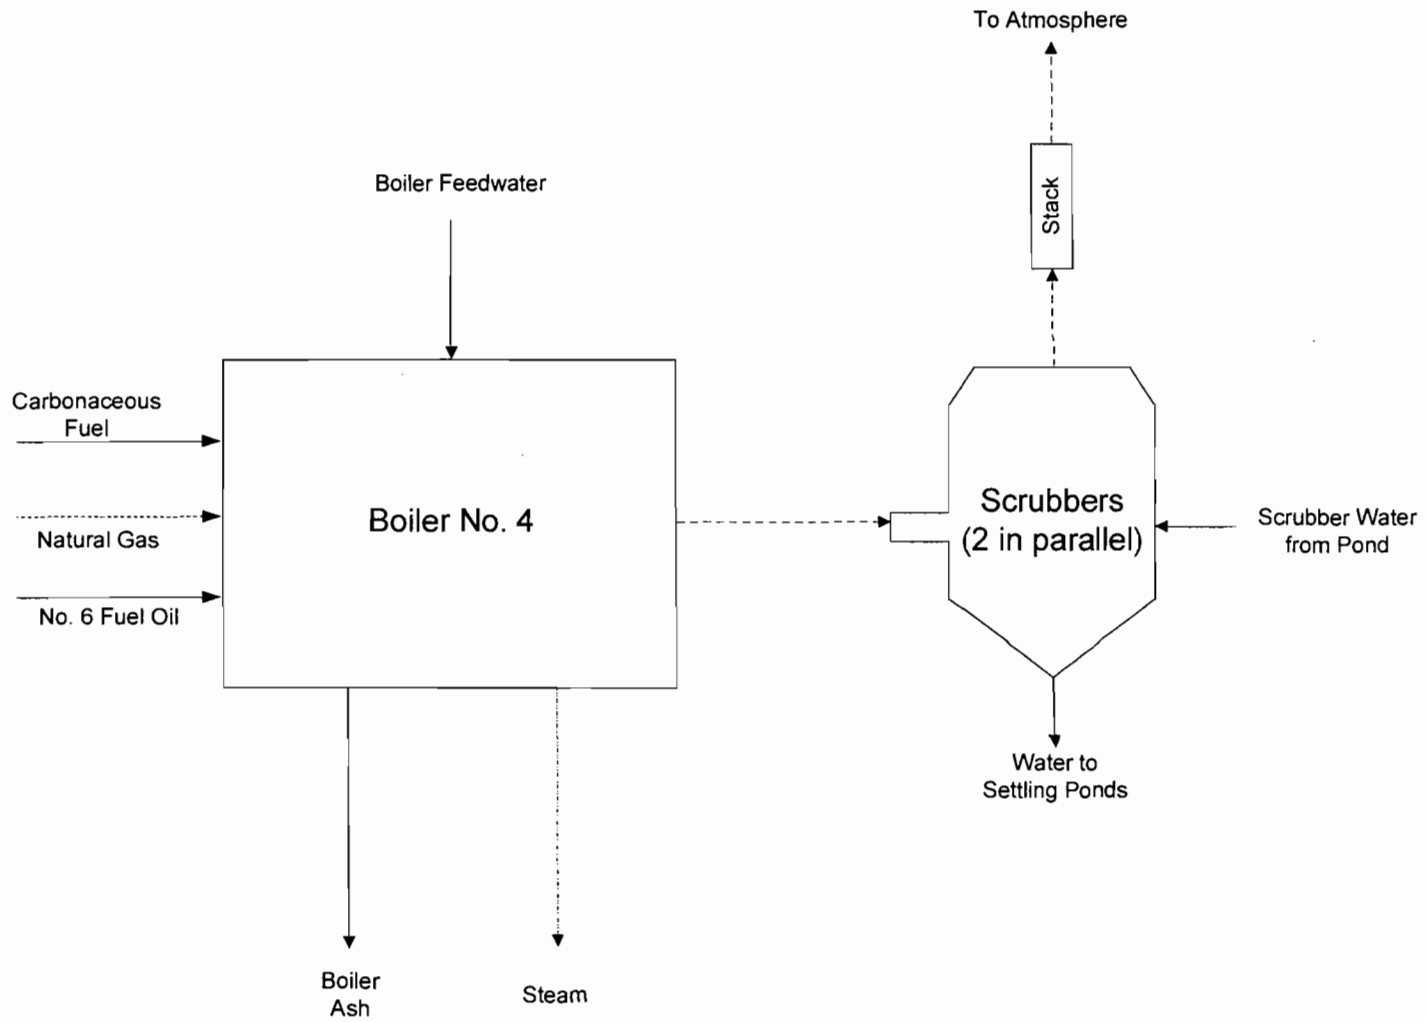 To Atmosphere
Stack
Boiler Feedwater
Carbonaceous
Fuel
Natural Gas
No. 6 Fuel Oil
Boiler No. 4
Scrubbers
(2 in parallel)
Scrubber Water
from Pond
Water to
Settling Ponds
Boiler
Ash
Steam